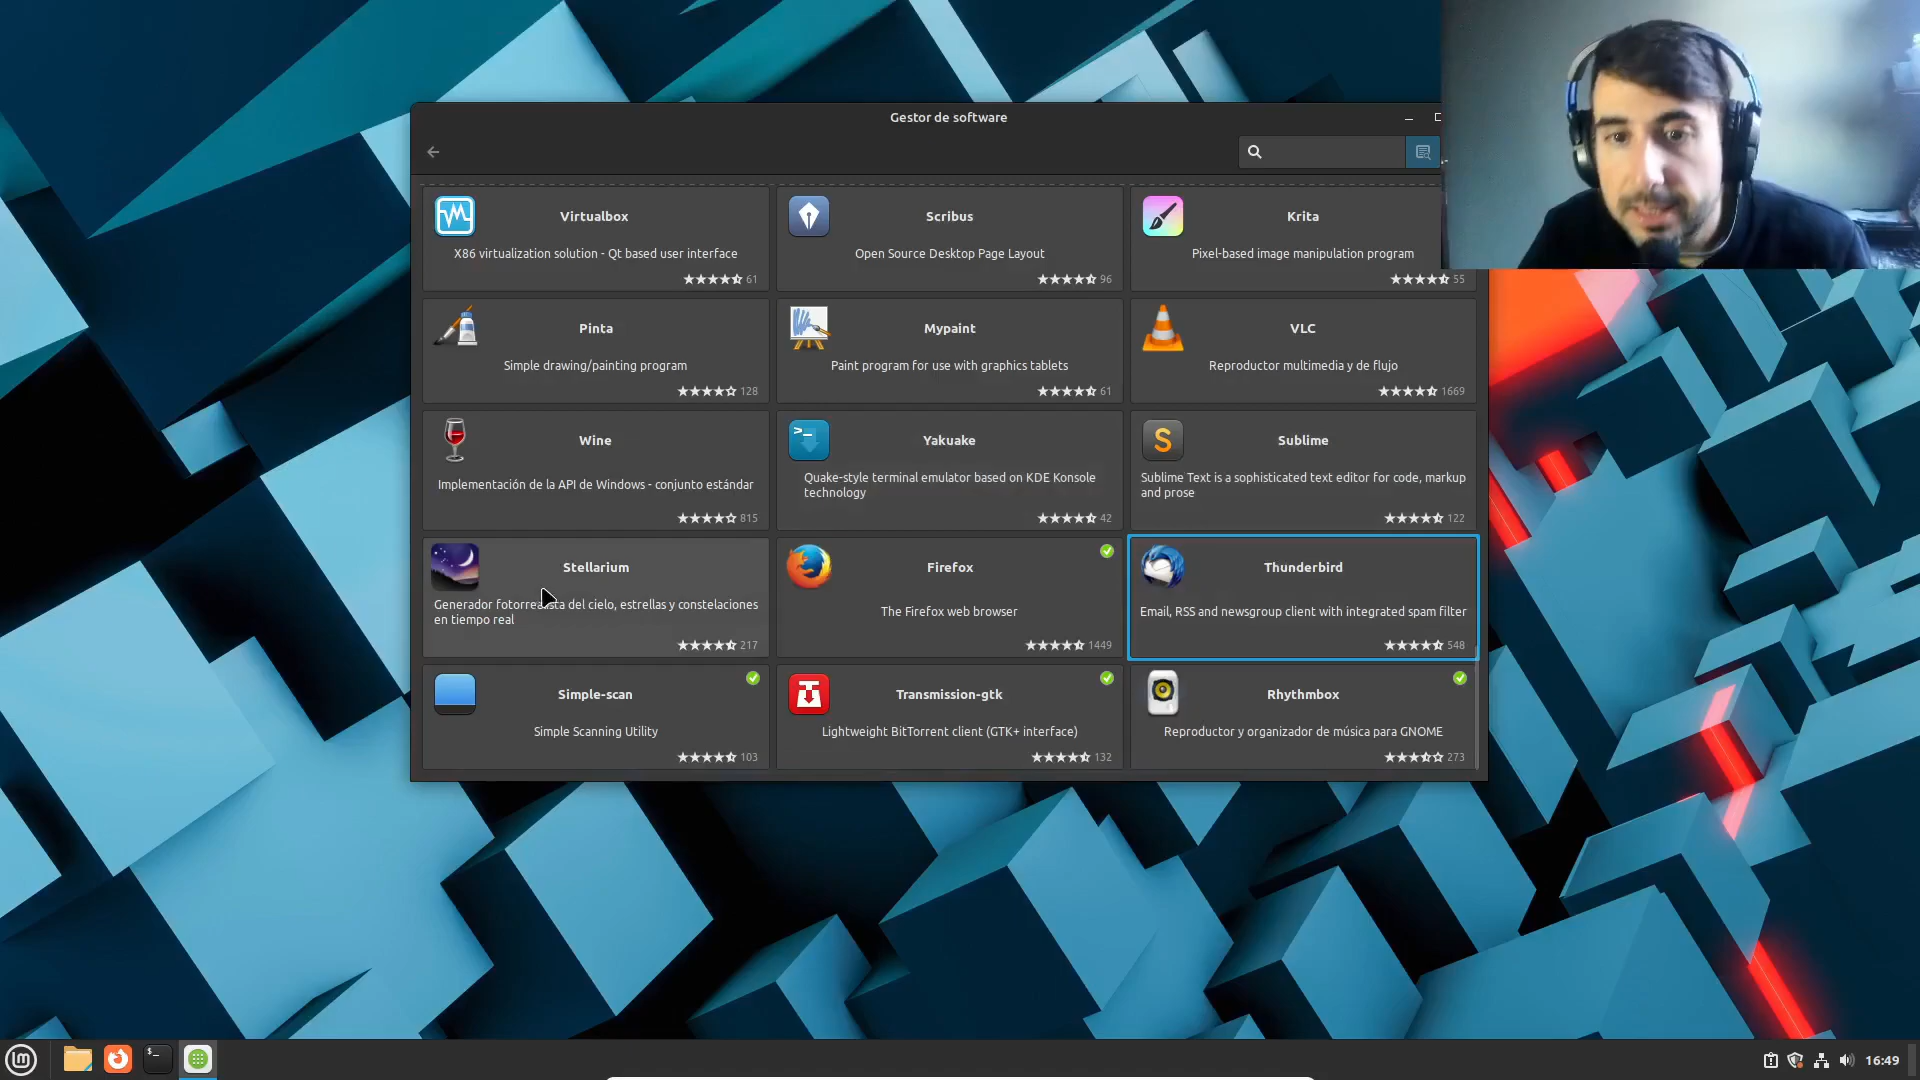 Gestor de software
Virtualbox
X86 virtualization solution - Qt based user interface
61
Scribus
Open Source Desktop Page Layout
96
Krita
Pixel-based image manipulation program
55
Pinta
Simple drawing/painting program
128
Mypaint
Paint program for use with graphics tablets
61
VLC
Reproductor multimedia y de flujo
1669
Wine
Implementación de la API de Windows - conjunto estándar
815
Yakuake
Quake-style terminal emulator based on KDE Konsole
technology
42
Sublime
Sublime Text is a sophisticated text editor for code, markup
and prose
122
Stellarium
Generador fotorrealista del cielo, estrellas y constelaciones
en tiempo real
217
Firefox
The Firefox web browser
1449
Thunderbird
Email, RSS and newsgroup client with integrated spam filter
548
Simple-scan
Simple Scanning Utility
103
Transmission-gtk
Lightweight BitTorrent client (GTK+ interface)
132
Rhythmbox
Reproductor y organizador de música para GNOME
273
16:49